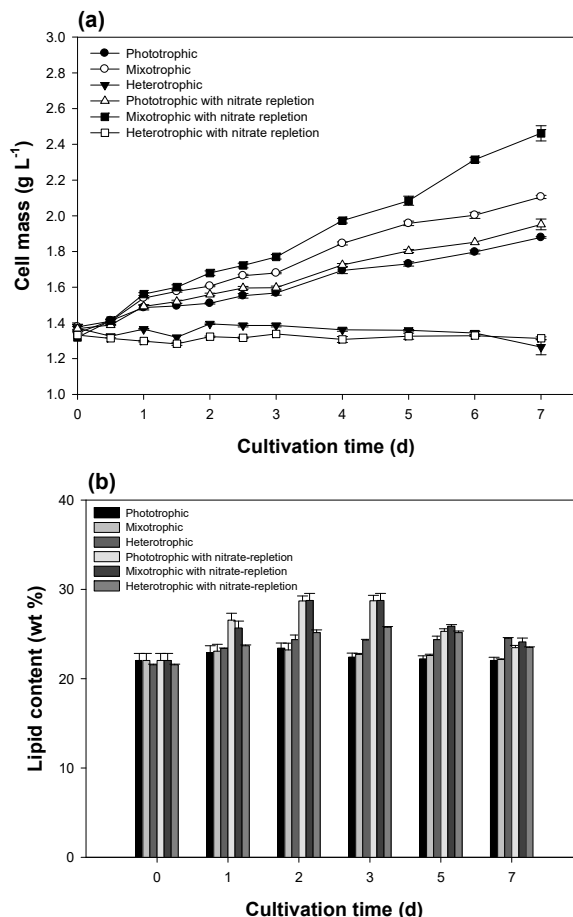 (a)
3.0
2.8
2.6
2.4
2.2
2.0
1.8
1.6
1.4
1.2
1.0
Cell mass (g L⁻¹)
Phototrophic
Mixotrophic
Heterotrophic
Phototrophic with nitrate repletion
Mixotrophic with nitrate repletion
Heterotrophic with nitrate repletion
0 1 2 3 4 5 6 7
Cultivation time (d)
(b)
40
30
20
10
0
Lipid content (wt %)
Phototrophic
Mixotrophic
Heterotrophic
Phototrophic with nitrate-repletion
Mixotrophic with nitrate-repletion
Heterotrophic with nitrate-repletion
0 1 2 3 5 7
Cultivation time (d)